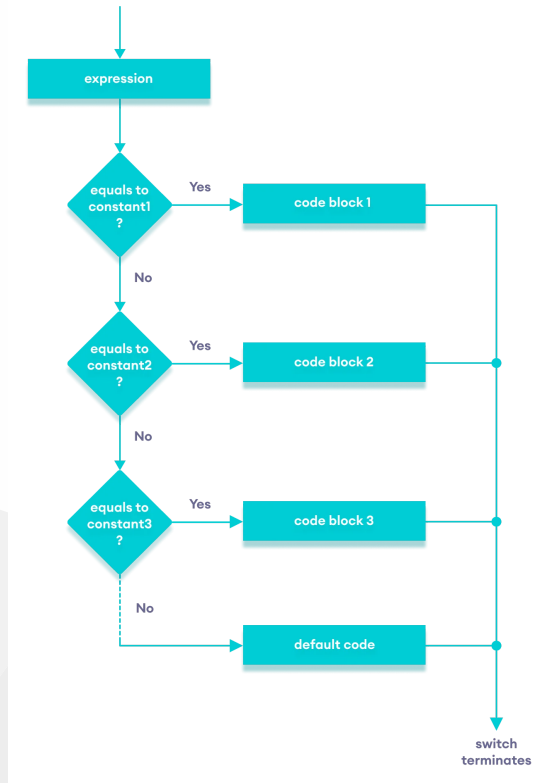 expression
equals to
constant1
?
Yes
code block 1
No
equals to
constant2
?
Yes
code block 2
No
equals to
constant3
?
Yes
code block 3
No
default code
switch
terminates